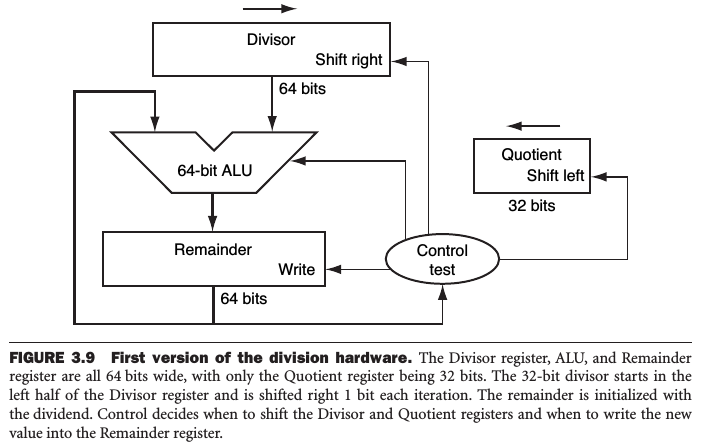 Divisor
Shift right
64 bits
64-bit ALU
Quotient
Shift left
32 bits
Remainder
Write
Control
test
64 bits
FIGURE 3.9 First version of the division hardware. The Divisor register, ALU, and Remainder
register are all 64 bits wide, with only the Quotient register being 32 bits. The 32-bit divisor starts in the
left half of the Divisor register and is shifted right 1 bit each iteration. The remainder is initialized with
the dividend. Control decides when to shift the Divisor and Quotient registers and when to write the new
value into the Remainder register.